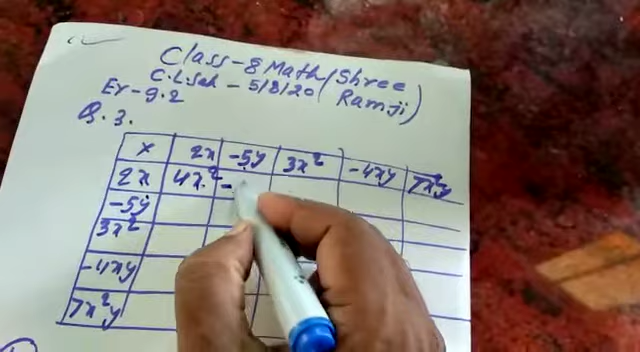 Class-8 Math (Shree
C.L.Sah - 5/8/20 Ramji)
Ex-9.2
Q.3.
x 2x -5y 3x² -4xy 7x²y
2x 4x² -
-5y
3x²
-4xy
7x²y